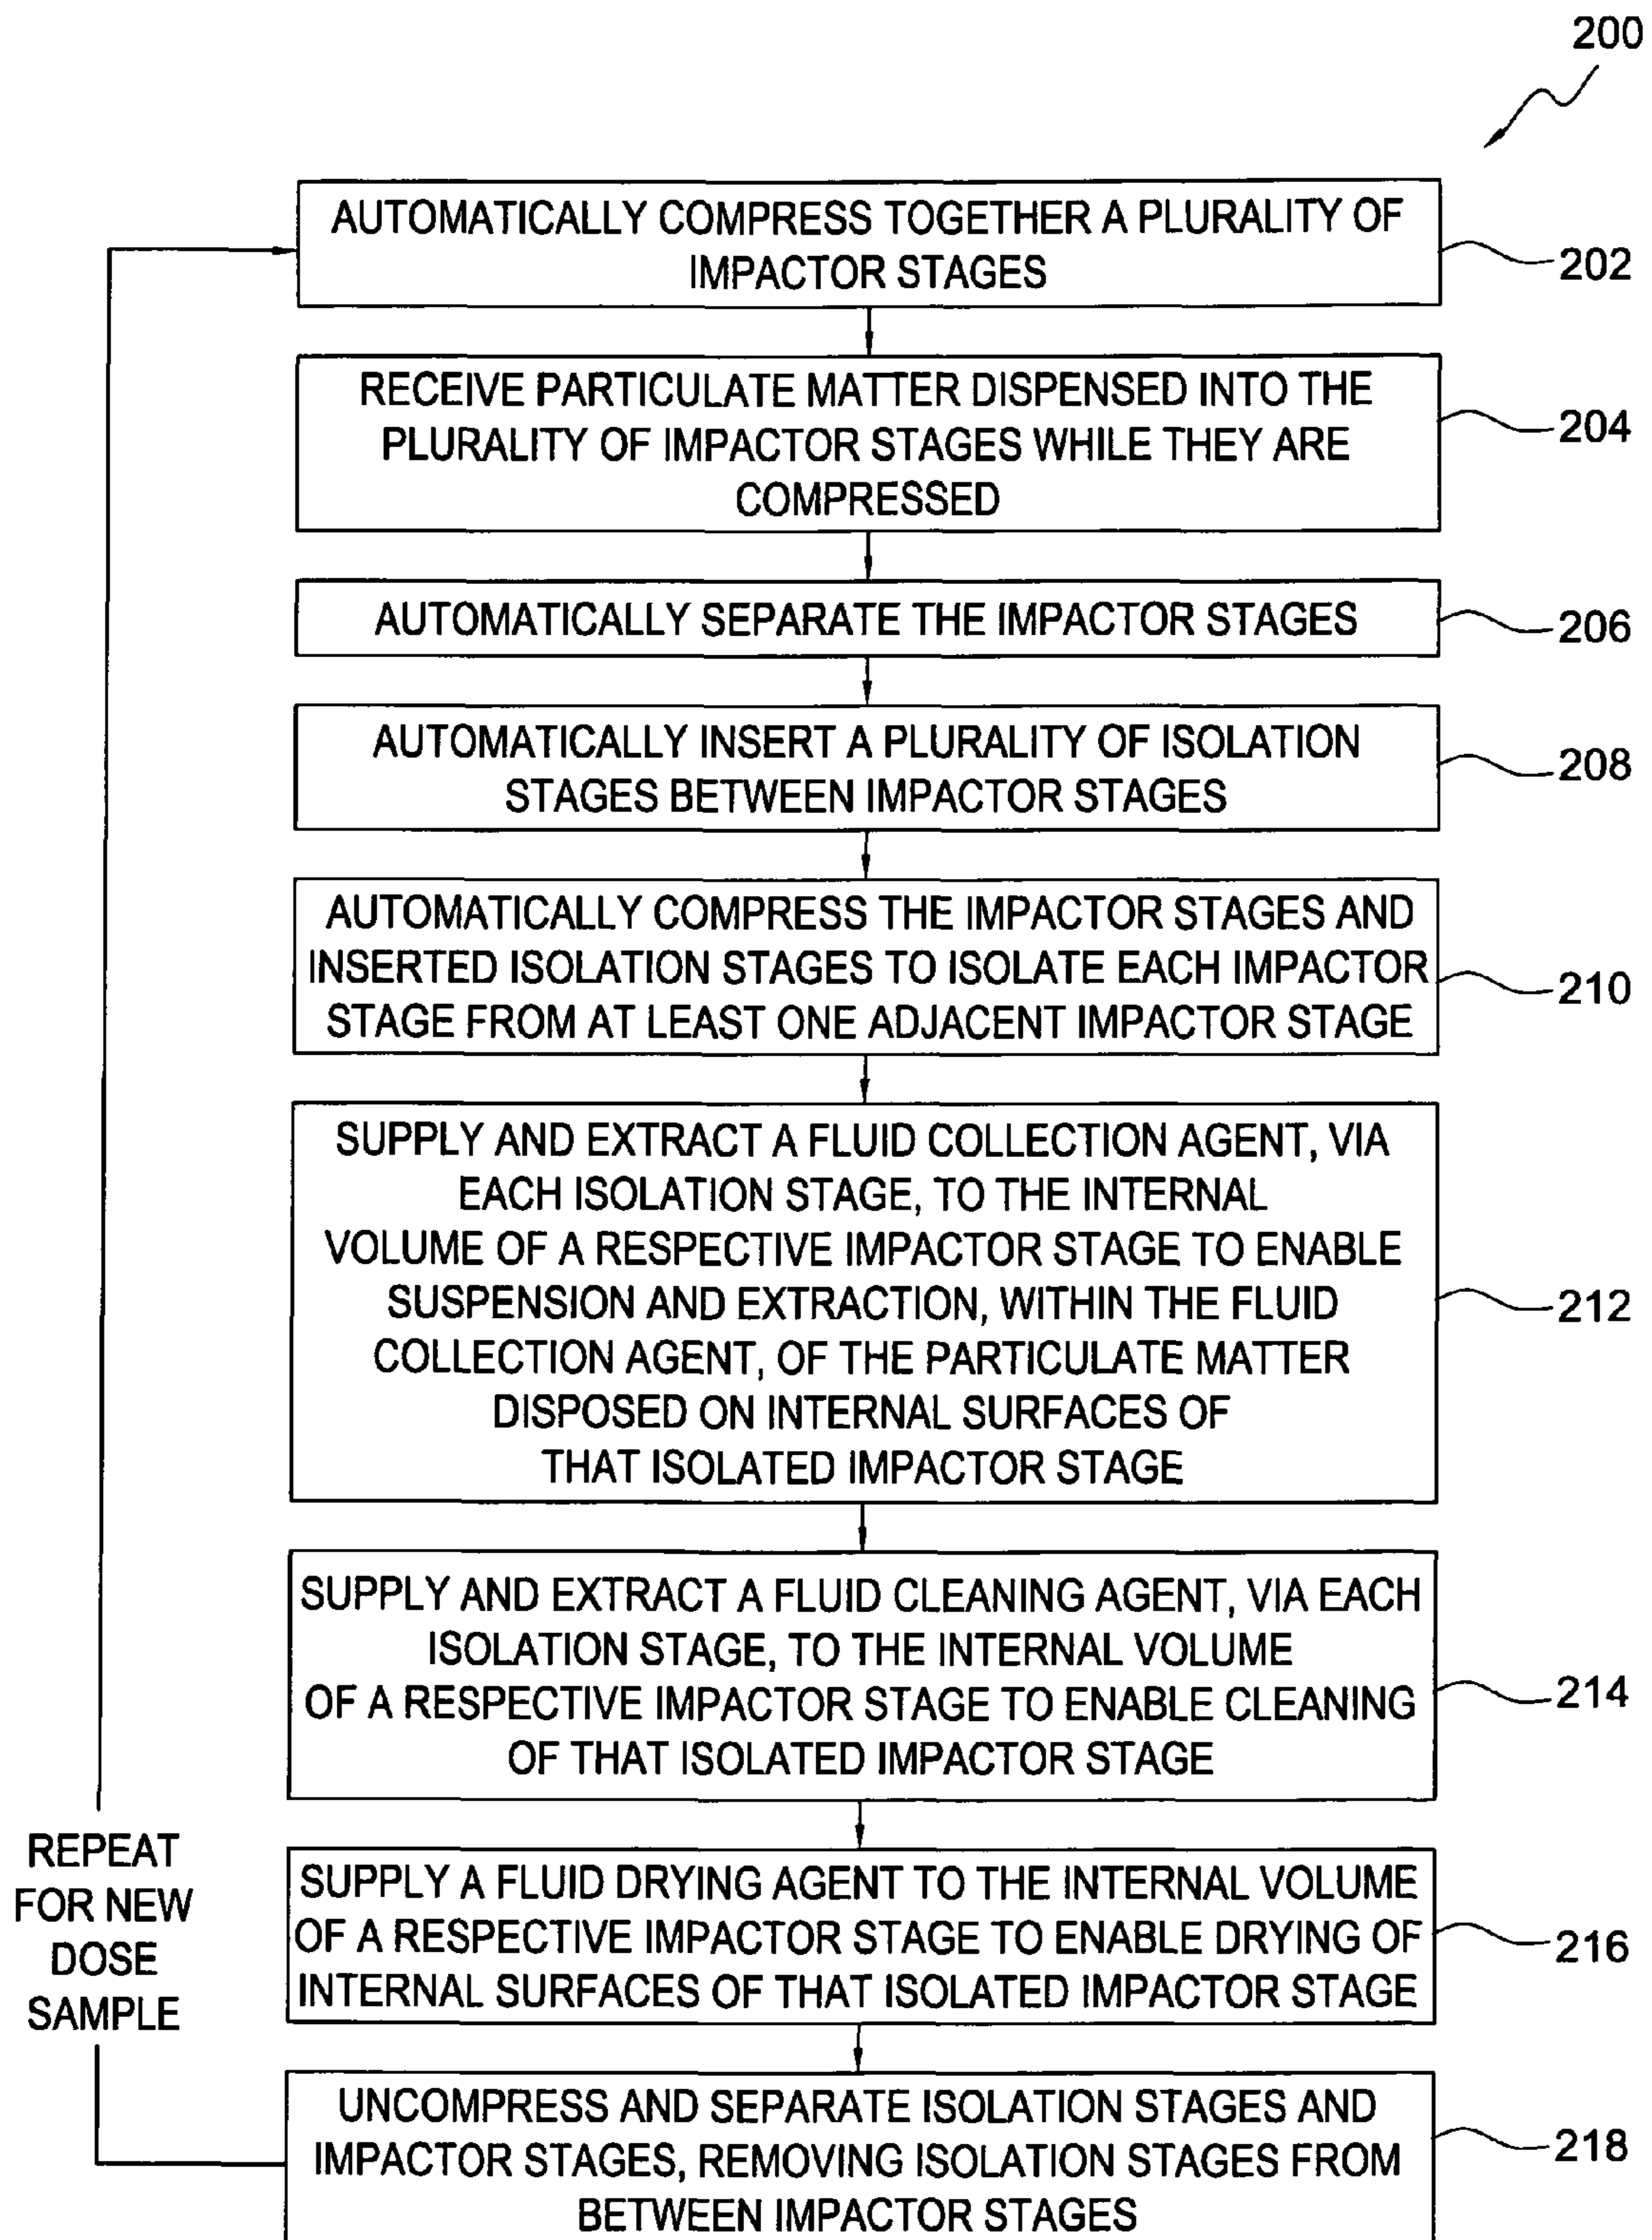 200
AUTOMATICALLY COMPRESS TOGETHER A PLURALITY OF
IMPACTOR STAGES
202
RECEIVE PARTICULATE MATTER DISPENSED INTO THE
PLURALITY OF IMPACTOR STAGES WHILE THEY ARE
COMPRESSED
204
AUTOMATICALLY SEPARATE THE IMPACTOR STAGES
206
AUTOMATICALLY INSERT A PLURALITY OF ISOLATION
STAGES BETWEEN IMPACTOR STAGES
208
AUTOMATICALLY COMPRESS THE IMPACTOR STAGES AND
INSERTED ISOLATION STAGES TO ISOLATE EACH IMPACTOR
STAGE FROM AT LEAST ONE ADJACENT IMPACTOR STAGE
210
SUPPLY AND EXTRACT A FLUID COLLECTION AGENT, VIA
EACH ISOLATION STAGE, TO THE INTERNAL
VOLUME OF A RESPECTIVE IMPACTOR STAGE TO ENABLE
SUSPENSION AND EXTRACTION, WITHIN THE FLUID
COLLECTION AGENT, OF THE PARTICULATE MATTER
DISPOSED ON INTERNAL SURFACES OF
THAT ISOLATED IMPACTOR STAGE
212
SUPPLY AND EXTRACT A FLUID CLEANING AGENT, VIA EACH
ISOLATION STAGE, TO THE INTERNAL VOLUME
OF A RESPECTIVE IMPACTOR STAGE TO ENABLE CLEANING
OF THAT ISOLATED IMPACTOR STAGE
214
SUPPLY A FLUID DRYING AGENT TO THE INTERNAL VOLUME
OF A RESPECTIVE IMPACTOR STAGE TO ENABLE DRYING OF
INTERNAL SURFACES OF THAT ISOLATED IMPACTOR STAGE
216
UNCOMPRESS AND SEPARATE ISOLATION STAGES AND
IMPACTOR STAGES, REMOVING ISOLATION STAGES FROM
BETWEEN IMPACTOR STAGES
218
REPEAT
FOR NEW
DOSE
SAMPLE